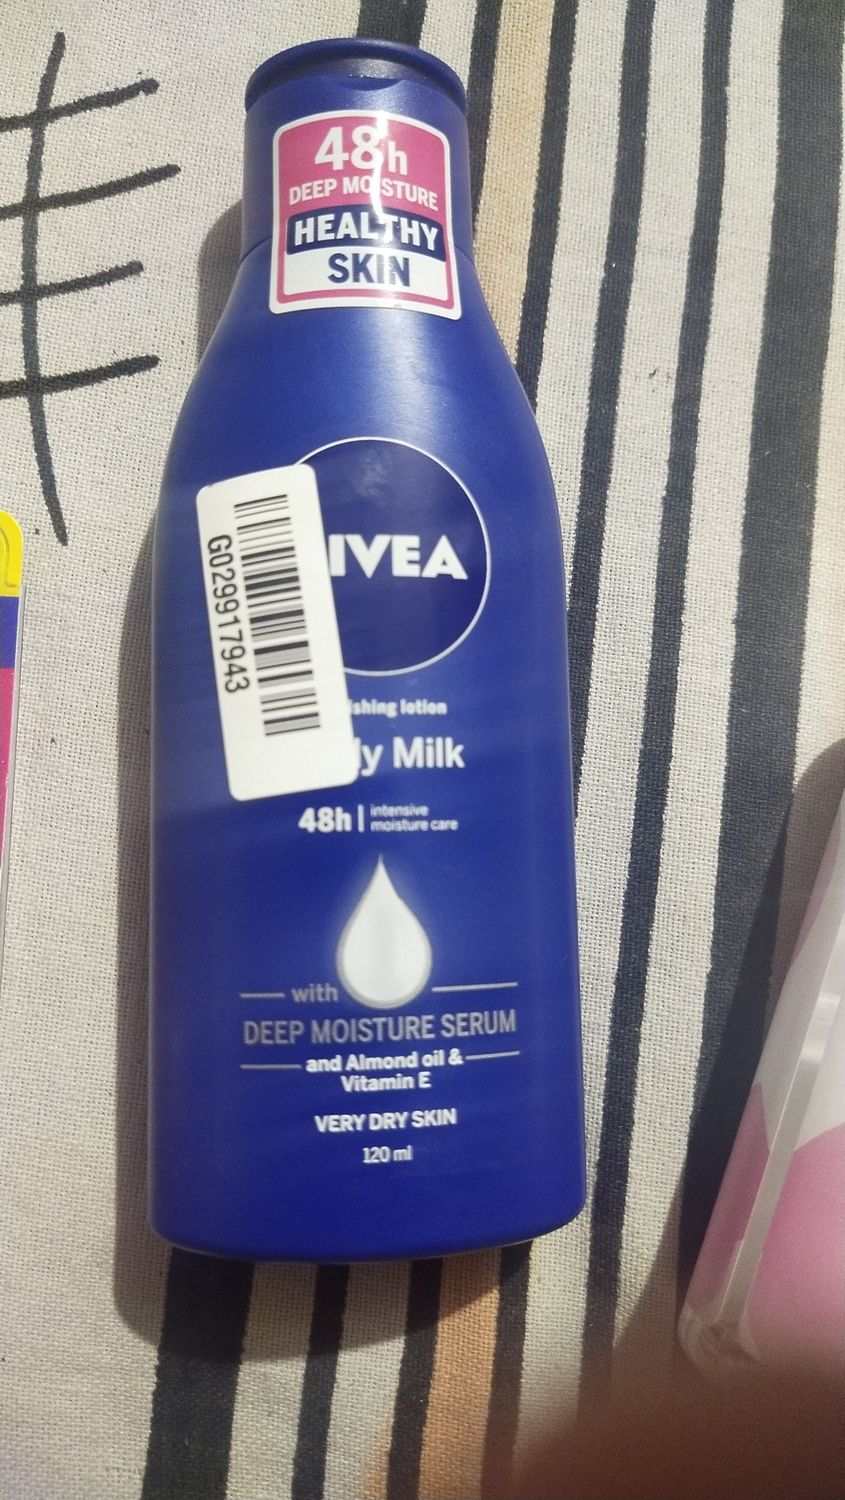 48h
DEEP MOISTURE
HEALTHY
SKIN
G029917943
IVEA
shing lotion
ly Milk
48h | intensive
moisture care
with
DEEP MOISTURE SERUM
and Almond oil &
Vitamin E
VERY DRY SKIN
120 ml